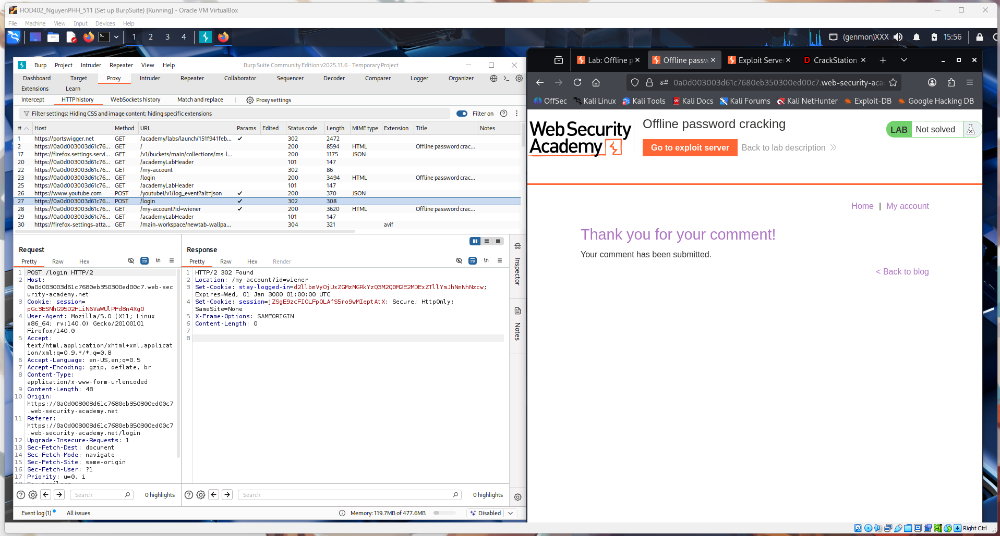 HOD402_NguyenPHH_511 (Set up BurpSuite) [Running] - Oracle VM VirtualBox
File Machine View Input Devices Help
1 2 3 4 (genmon)XXX 15:56
Burp Project Intruder Repeater View Help Burp Suite Community Edition v2025.11.6 - Temporary Project
Dashboard Target Proxy Intruder Repeater Collaborator Sequencer Decoder Comparer Logger Organizer
Extensions Learn
Intercept HTTP history WebSockets history Match and replace Proxy settings
Filter settings: Hiding CSS and image content; hiding specific extensions Filter on
# Host Method URL Params Edited Status code Length MIME type Extension Title Notes
1 https://portswigger.net GET /academy/labs/launch/151f941feb... ✓ 302 2472
2 https://0a0d003003d61c76... GET / 200 8594 HTML Offline password crac...
17 https://firefox.settings.servi... GET /v1/buckets/main/collections/ms-l... 200 1175 JSON
20 https://0a0d003003d61c76... GET /academyLabHeader 101 147
22 https://0a0d003003d61c76... GET /my-account 302 86
23 https://0a0d003003d61c76... GET /login 200 3494 HTML Offline password crac...
25 https://0a0d003003d61c76... GET /academyLabHeader 101 147
26 https://www.youtube.com POST /youtubei/v1/log_event?alt=json ✓ 200 370 JSON
27 https://0a0d003003d61c76... POST /login ✓ 302 308
28 https://0a0d003003d61c76... GET /my-account?id=wiener ✓ 200 3620 HTML Offline password crac...
29 https://0a0d003003d61c76... GET /academyLabHeader 101 147
30 https://firefox-settings-atta... GET /main-workspace/newtab-wallpa... 304 321 avif
Request
Pretty Raw Hex \n
1 POST /login HTTP/2
2 Host:
0a0d003003d61c7680eb350300ed00c7.web-sec
urity-academy.net
3 Cookie: session=
pGc3ESNhG95D2HLiN6VaWUlPFd8n4Xg0
4 User-Agent: Mozilla/5.0 (X11; Linux
x86_64; rv:140.0) Gecko/20100101
Firefox/140.0
5 Accept:
text/html,application/xhtml+xml,applicat
ion/xml;q=0.9,*/*;q=0.8
6 Accept-Language: en-US,en;q=0.5
7 Accept-Encoding: gzip, deflate, br
8 Content-Type:
application/x-www-form-urlencoded
9 Content-Length: 48
10 Origin:
https://0a0d003003d61c7680eb350300ed00c7
.web-security-academy.net
11 Referer:
https://0a0d003003d61c7680eb350300ed00c7
.web-security-academy.net/login
12 Upgrade-Insecure-Requests: 1
13 Sec-Fetch-Dest: document
14 Sec-Fetch-Mode: navigate
15 Sec-Fetch-Site: same-origin
16 Sec-Fetch-User: ?1
17 Priority: u=0, i
Search 0 highlights
Response
Pretty Raw Hex Render \n
1 HTTP/2 302 Found
2 Location: /my-account?id=wiener
3 Set-Cookie: stay-logged-in=d2llbmVyOjUxZGMzMGRkYzQ3M2Q0M2E2MDExZTllYmJhNmNhNzcw;
Expires=Wed, 01 Jan 3000 01:00:00 UTC
4 Set-Cookie: session=jZSgE9zcFIOLFpQLAfS5ro9wMIeptAtX; Secure; HttpOnly;
SameSite=None
5 X-Frame-Options: SAMEORIGIN
6 Content-Length: 0
7
8
Search 0 highlights
Inspector
Notes
Event log (1) All issues Memory: 119.7MB of 477.6MB Disabled
Lab: Offline p Offline passw Exploit Serve CrackStation
0a0d003003d61c7680eb350300ed00c7.web-security-aca
OffSec Kali Linux Kali Tools Kali Docs Kali Forums Kali NetHunter Exploit-DB Google Hacking DB
WebSecurity
Academy
Offline password cracking
Go to exploit server Back to lab description
LAB Not solved
Home | My account
Thank you for your comment!
Your comment has been submitted.
< Back to blog
Right Ctrl